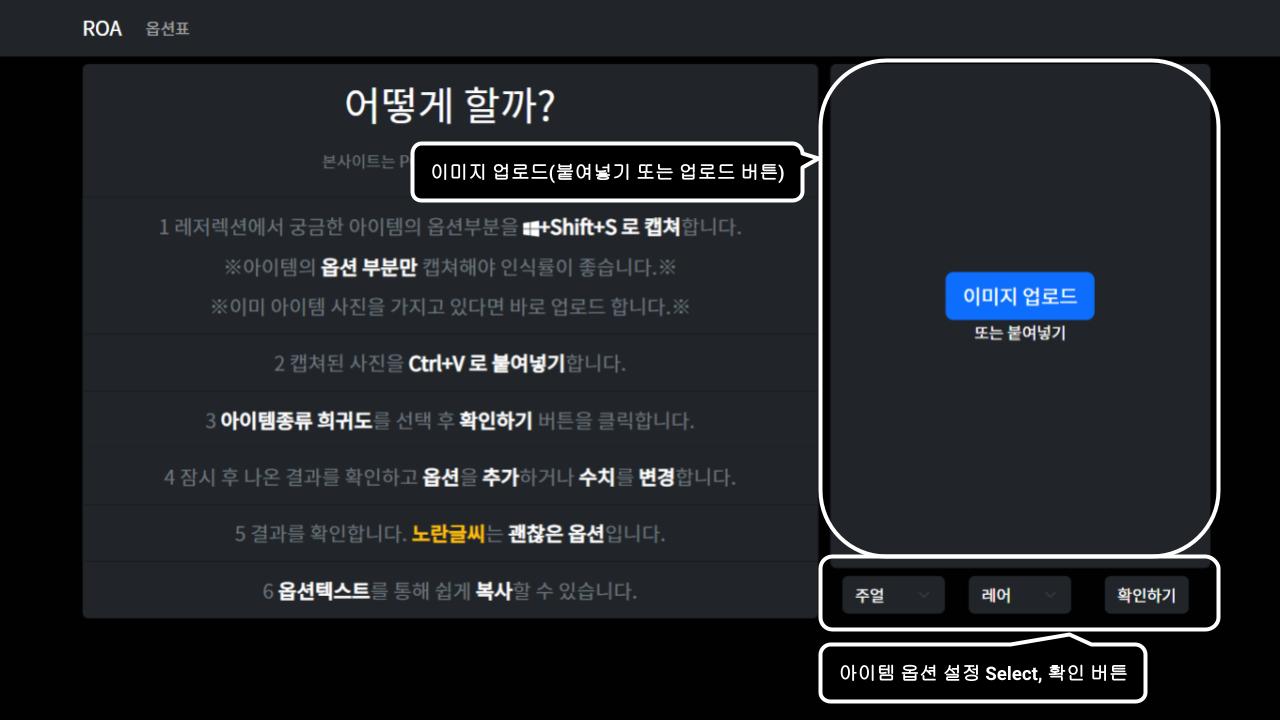 ROA 옵션표
어떻게 할까?
본사이트는 P
이미지 업로드(붙여넣기 또는 업로드 버튼)
1 레저렉션에서 궁금한 아이템의 옵션부분을 +Shift+S 로 캡쳐합니다.
※아이템의 옵션 부분만 캡쳐해야 인식률이 좋습니다.※
※이미 아이템 사진을 가지고 있다면 바로 업로드 합니다.※
2 캡쳐된 사진을 Ctrl+V 로 붙여넣기합니다.
3 아이템종류 희귀도를 선택 후 확인하기 버튼을 클릭합니다.
4 잠시 후 나온 결과를 확인하고 옵션을 추가하거나 수치를 변경합니다.
5 결과를 확인합니다. 노란글씨는 괜찮은 옵션입니다.
6 옵션텍스트를 통해 쉽게 복사할 수 있습니다.
이미지 업로드
또는 붙여넣기
주얼 레어 확인하기
아이템 옵션 설정 Select, 확인 버튼